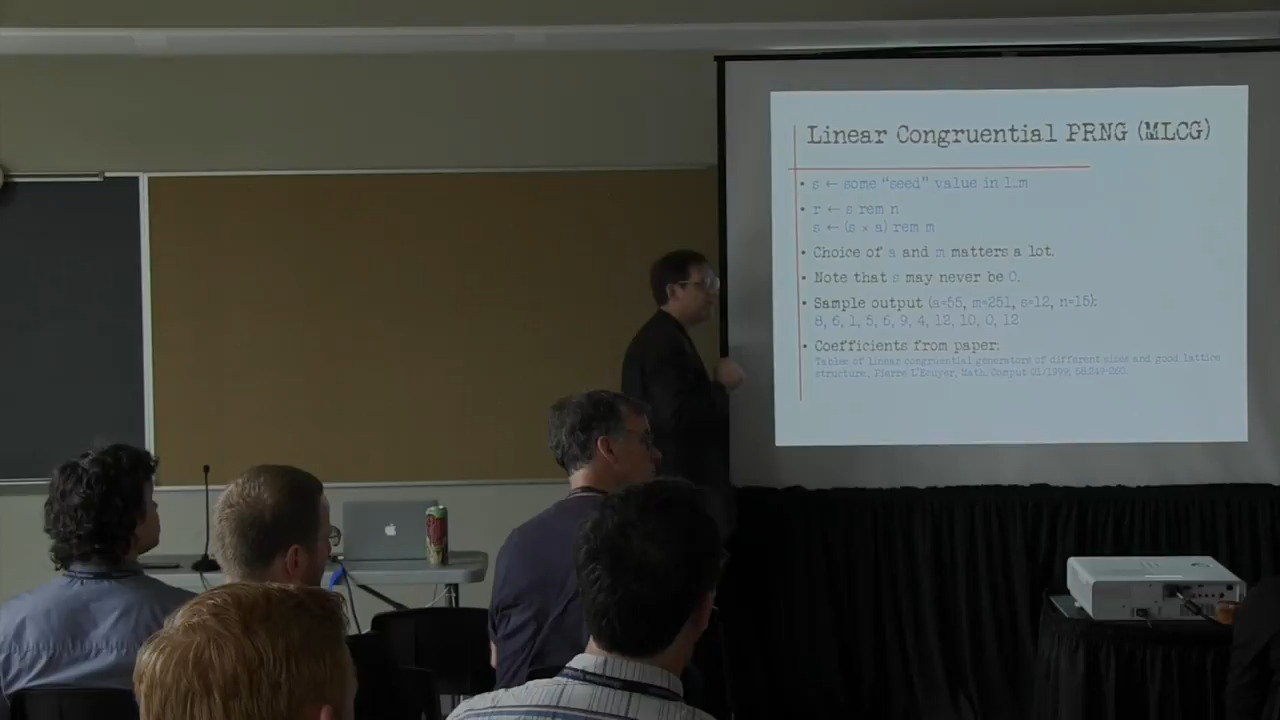 Linear Congruential PRNG (MLCG)
• s ← some “seed” value in 1..m
• r ← s rem n
s ← (s × a) rem m
• Choice of a and m matters a lot.
• Note that s may never be 0.
• Sample output (a=55, m=251, s=12, n=15):
8, 6, 1, 5, 6, 9, 4, 12, 10, 0, 12
• Coefficients from paper.
Tables of linear congruential generators of different sizes and good lattice
structure, Pierre L'Ecuyer, Math. Comput 01/1999; 68:249-260.